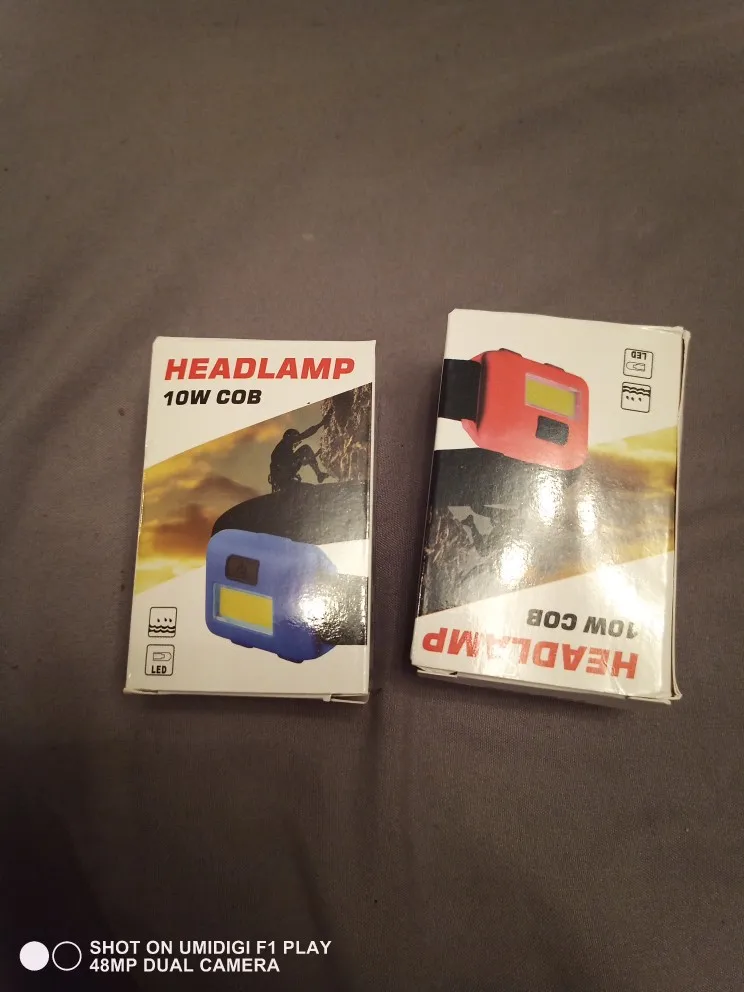 HEADLAMP
10W COB
LED
LED
10W COB
HEADLAMP
SHOT ON UMIDIGI F1 PLAY
48MP DUAL CAMERA